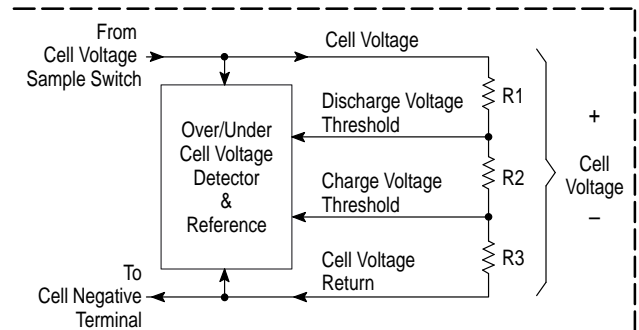 From
Cell Voltage
Sample Switch
Cell Voltage
R1
Discharge Voltage
Threshold
Over/Under
Cell Voltage
Detector
&
Reference
+
Cell
Voltage
–
R2
Charge Voltage
Threshold
R3
Cell Voltage
Return
To
Cell Negative
Terminal